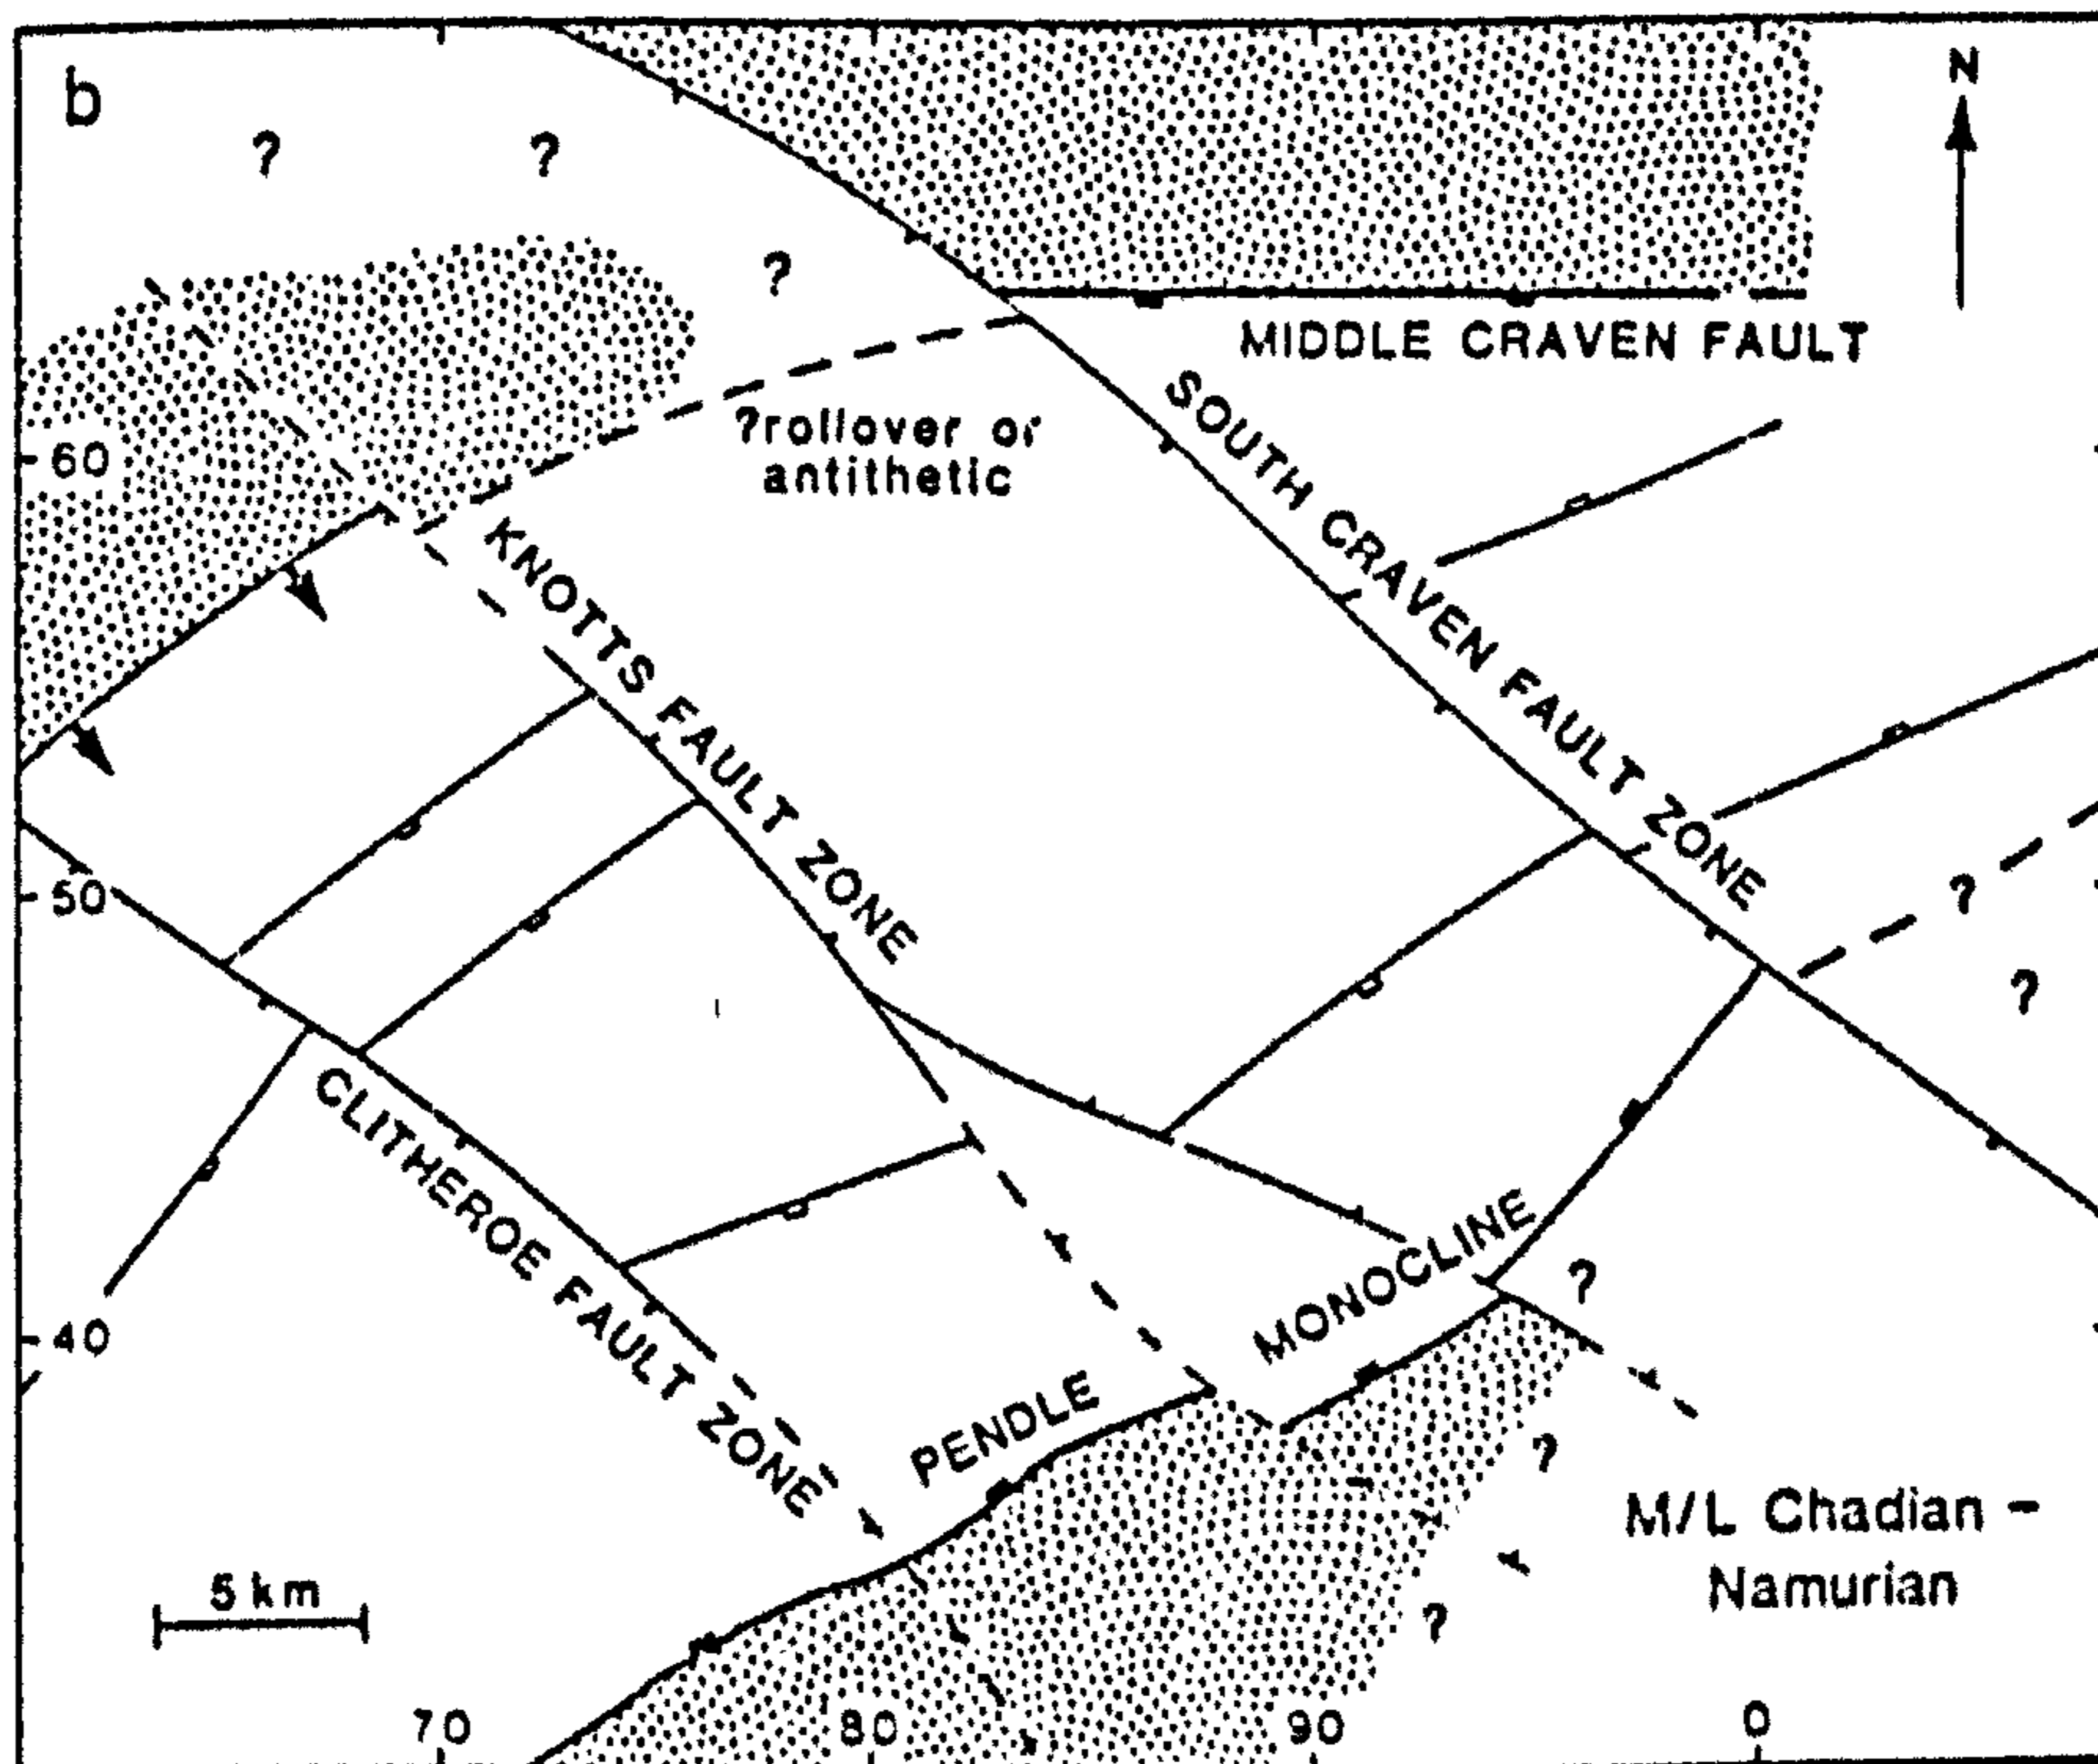 b
N
?
?
?
MIDDLE CRAVEN FAULT
?rollover or
antithetic
SOUTH CRAVEN FAULT ZONE
60
KNOTTS FAULT ZONE
50
?
?
CLITHEROE FAULT ZONE
PENDLE MONOCLINE
?
40
?
M/L Chadian –
Namurian
5 km
?
70
80
90
0